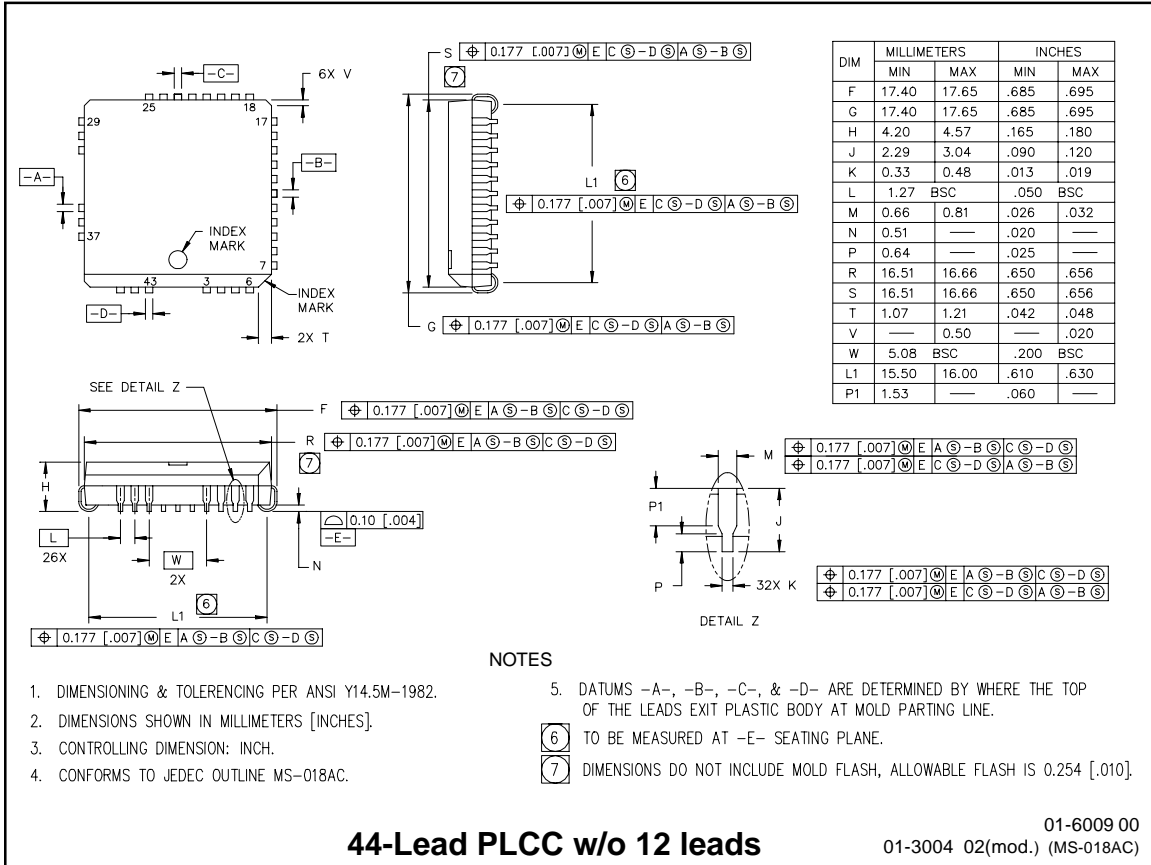 -C-
6X V
25
18
29
17
-B-
-A-
37
INDEX
MARK
7
43
3
6
INDEX
MARK
-D-
2X T
S ⌖ 0.177 [.007]Ⓜ E C Ⓢ-D Ⓢ A Ⓢ-B Ⓢ
7
L1 6
⌖ 0.177 [.007]Ⓜ E C Ⓢ-D Ⓢ A Ⓢ-B Ⓢ
G ⌖ 0.177 [.007]Ⓜ E C Ⓢ-D Ⓢ A Ⓢ-B Ⓢ
DIM MILLIMETERS INCHES
MIN MAX MIN MAX
F 17.40 17.65 .685 .695
G 17.40 17.65 .685 .695
H 4.20 4.57 .165 .180
J 2.29 3.04 .090 .120
K 0.33 0.48 .013 .019
L 1.27 BSC .050 BSC
M 0.66 0.81 .026 .032
N 0.51 — .020 —
P 0.64 — .025 —
R 16.51 16.66 .650 .656
S 16.51 16.66 .650 .656
T 1.07 1.21 .042 .048
V — 0.50 — .020
W 5.08 BSC .200 BSC
L1 15.50 16.00 .610 .630
P1 1.53 — .060 —
SEE DETAIL Z
F ⌖ 0.177 [.007]Ⓜ E A Ⓢ-B Ⓢ C Ⓢ-D Ⓢ
R ⌖ 0.177 [.007]Ⓜ E A Ⓢ-B Ⓢ C Ⓢ-D Ⓢ
7
H
⌓ 0.10 [.004]
-E-
L
26X
W
2X
N
6
L1
⌖ 0.177 [.007]Ⓜ E A Ⓢ-B Ⓢ C Ⓢ-D Ⓢ
M
⌖ 0.177 [.007]Ⓜ E A Ⓢ-B Ⓢ C Ⓢ-D Ⓢ
⌖ 0.177 [.007]Ⓜ E C Ⓢ-D Ⓢ A Ⓢ-B Ⓢ
P1
J
P
32X K
⌖ 0.177 [.007]Ⓜ E A Ⓢ-B Ⓢ C Ⓢ-D Ⓢ
⌖ 0.177 [.007]Ⓜ E C Ⓢ-D Ⓢ A Ⓢ-B Ⓢ
DETAIL Z
NOTES
1. DIMENSIONING & TOLERENCING PER ANSI Y14.5M-1982.
2. DIMENSIONS SHOWN IN MILLIMETERS [INCHES].
3. CONTROLLING DIMENSION: INCH.
4. CONFORMS TO JEDEC OUTLINE MS-018AC.
5. DATUMS -A-, -B-, -C-, & -D- ARE DETERMINED BY WHERE THE TOP
OF THE LEADS EXIT PLASTIC BODY AT MOLD PARTING LINE.
6 TO BE MEASURED AT -E- SEATING PLANE.
7 DIMENSIONS DO NOT INCLUDE MOLD FLASH, ALLOWABLE FLASH IS 0.254 [.010].
44-Lead PLCC w/o 12 leads
01-6009 00
01-3004 02(mod.) (MS-018AC)